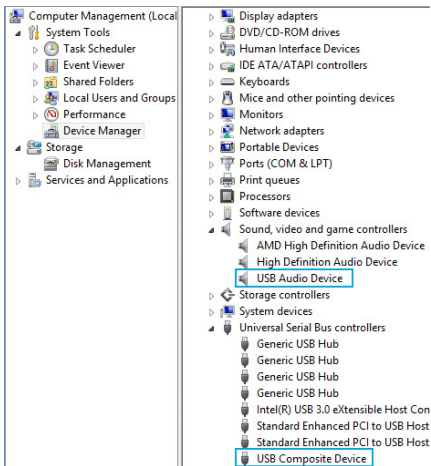 Computer Management (Local
System Tools
Task Scheduler
Event Viewer
Shared Folders
Local Users and Groups
Performance
Device Manager
Storage
Disk Management
Services and Applications
Display adapters
DVD/CD-ROM drives
Human Interface Devices
IDE ATA/ATAPI controllers
Keyboards
Mice and other pointing devices
Monitors
Network adapters
Portable Devices
Ports (COM & LPT)
Print queues
Processors
Software devices
Sound, video and game controllers
AMD High Definition Audio Device
High Definition Audio Device
USB Audio Device
Storage controllers
System devices
Universal Serial Bus controllers
Generic USB Hub
Generic USB Hub
Generic USB Hub
Generic USB Hub
Intel(R) USB 3.0 eXtensible Host Con
Standard Enhanced PCI to USB Host
Standard Enhanced PCI to USB Host
USB Composite Device